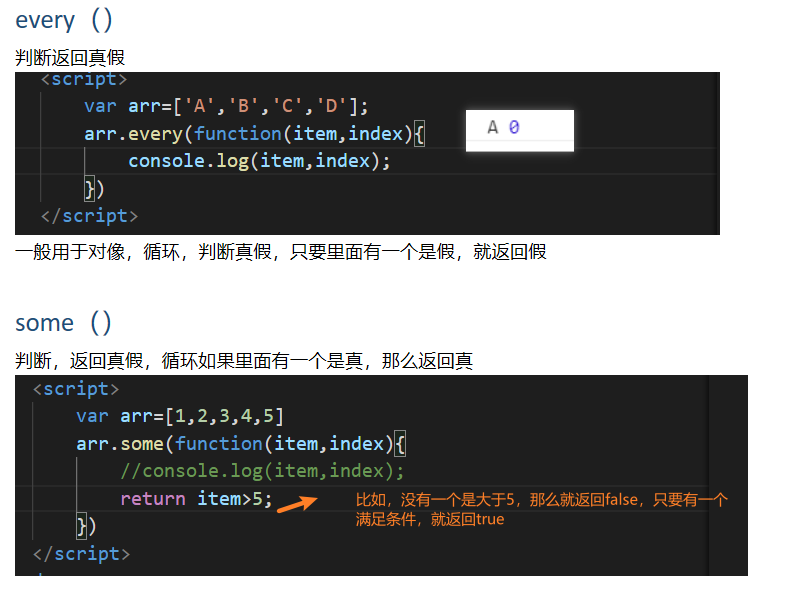 every（）
判断返回真假
<script>
var arr=['A','B','C','D'];
arr.every(function(item,index){
A 0
console.log(item,index);
})
</script>
一般用于对像，循环，判断真假，只要里面有一个是假，就返回假
some（）
判断，返回真假，循环如果里面有一个是真，那么返回真
<script>
var arr=[1,2,3,4,5]
arr.some(function(item,index){
//console.log(item,index);
return item>5;
比如，没有一个是大于5，那么就返回false，只要有一个
满足条件，就返回true
})
</script>